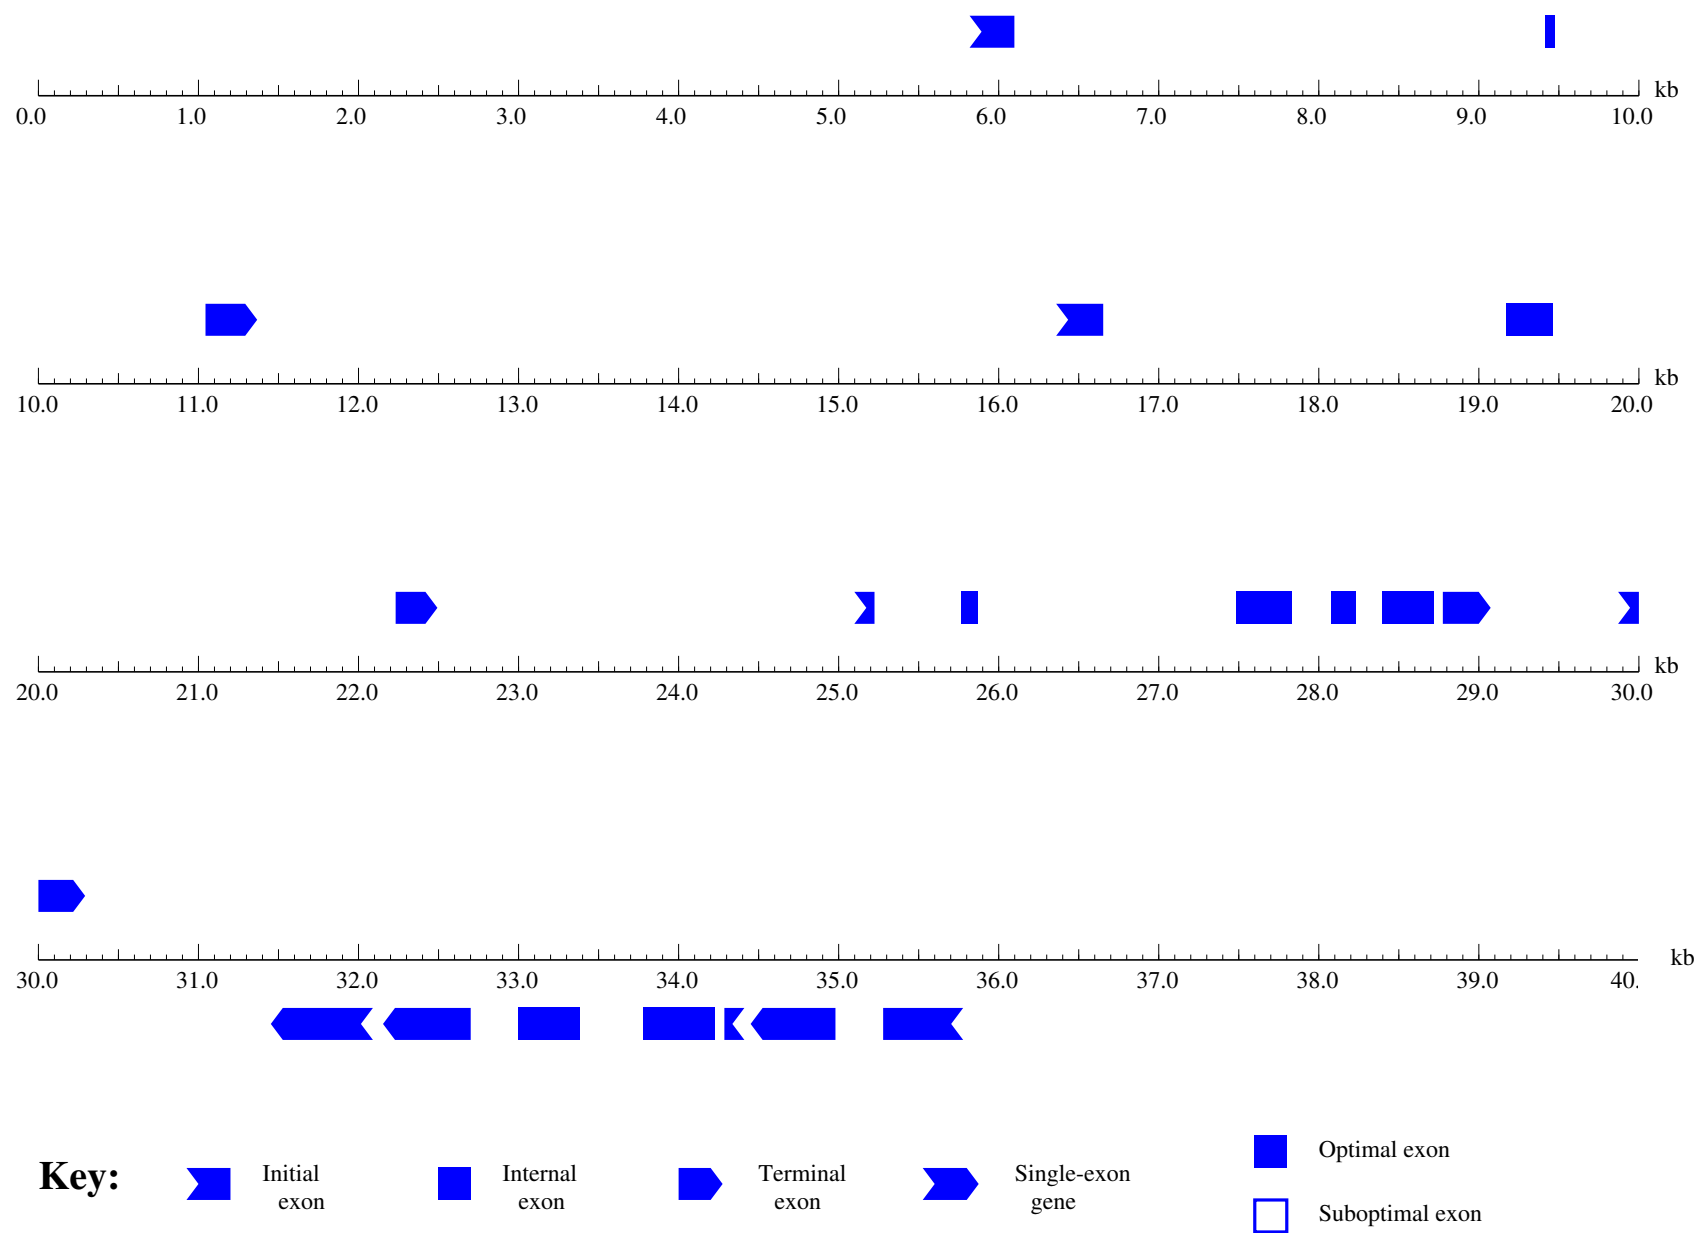 kb
0.0 1.0 2.0 3.0 4.0 5.0 6.0 7.0 8.0 9.0 10.0
kb
10.0 11.0 12.0 13.0 14.0 15.0 16.0 17.0 18.0 19.0 20.0
kb
20.0 21.0 22.0 23.0 24.0 25.0 26.0 27.0 28.0 29.0 30.0
kb
30.0 31.0 32.0 33.0 34.0 35.0 36.0 37.0 38.0 39.0 40.
Key:
Initial
exon
Internal
exon
Terminal
exon
Single-exon
gene
Optimal exon
Suboptimal exon